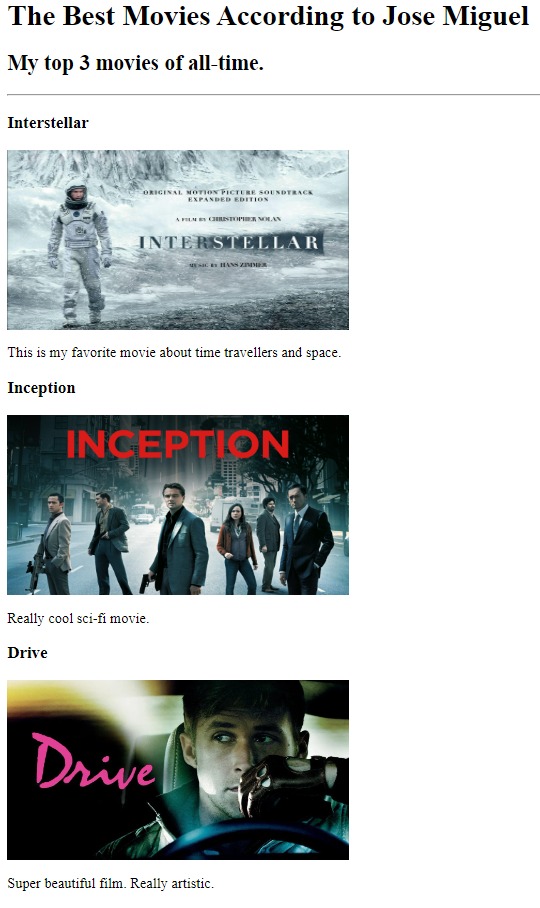 The Best Movies According to Jose Miguel
My top 3 movies of all-time.
Interstellar
ORIGINAL MOTION PICTURE SOUNDTRACK
EXPANDED EDITION
A FILM BY CHRISTOPHER NOLAN
INTERSTELLAR
MUSIC BY HANS ZIMMER
This is my favorite movie about time travellers and space.
Inception
INCEPTION
Really cool sci-fi movie.
Drive
Drive
Super beautiful film. Really artistic.